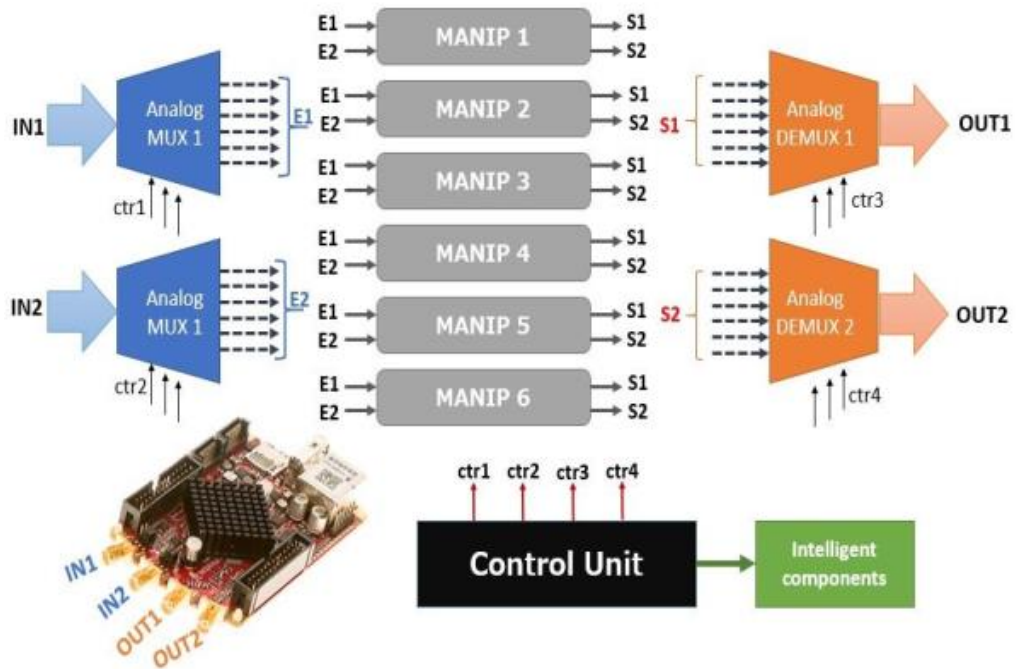 E1
E2
MANIP 1
S1
S2
E1
E2
MANIP 2
S1
S2
E1
E2
MANIP 3
S1
S2
E1
E2
MANIP 4
S1
S2
E1
E2
MANIP 5
S1
S2
E1
E2
MANIP 6
S1
S2
IN1
Analog
MUX 1
E1
ctr1
IN2
Analog
MUX 1
E2
ctr2
S1
Analog
DEMUX 1
OUT1
ctr3
S2
Analog
DEMUX 2
OUT2
ctr4
IN1
IN2
OUT1
OUT2
ctr1
ctr2
ctr3
ctr4
Control Unit
Intelligent
components